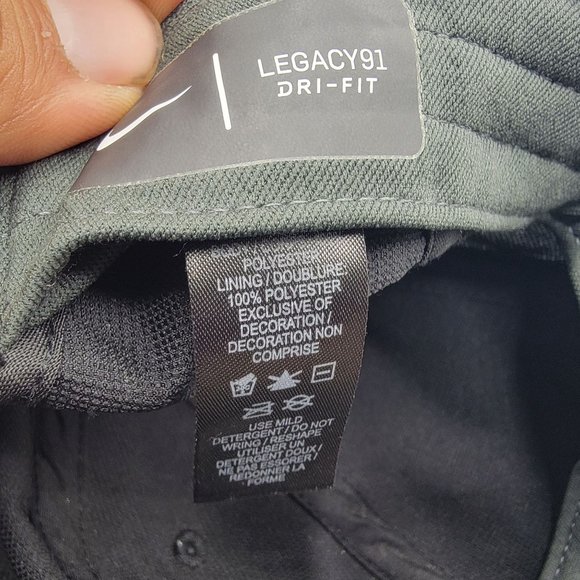 LEGACY91
DRI-FIT
POLYESTER
LINING / DOUBLURE:
100% POLYESTER
EXCLUSIVE OF
DECORATION /
DECORATION NON
COMPRISE
USE MILD
DETERGENT / DO NOT
WRING / RESHAPE
UTILISER UN
DETERGENT DOUX /
NE PAS ESSORER /
REDONNER LA
FORME